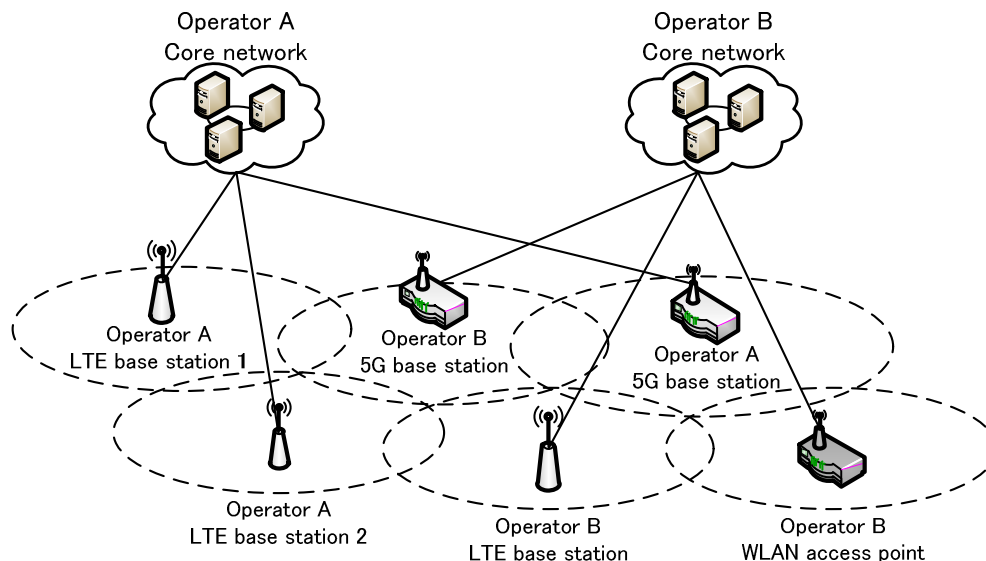 Operator A
Core network
Operator B
Core network
Operator A
LTE base station 1
Operator B
5G base station
Operator A
5G base station
Operator A
LTE base station 2
Operator B
LTE base station
Operator B
WLAN access point